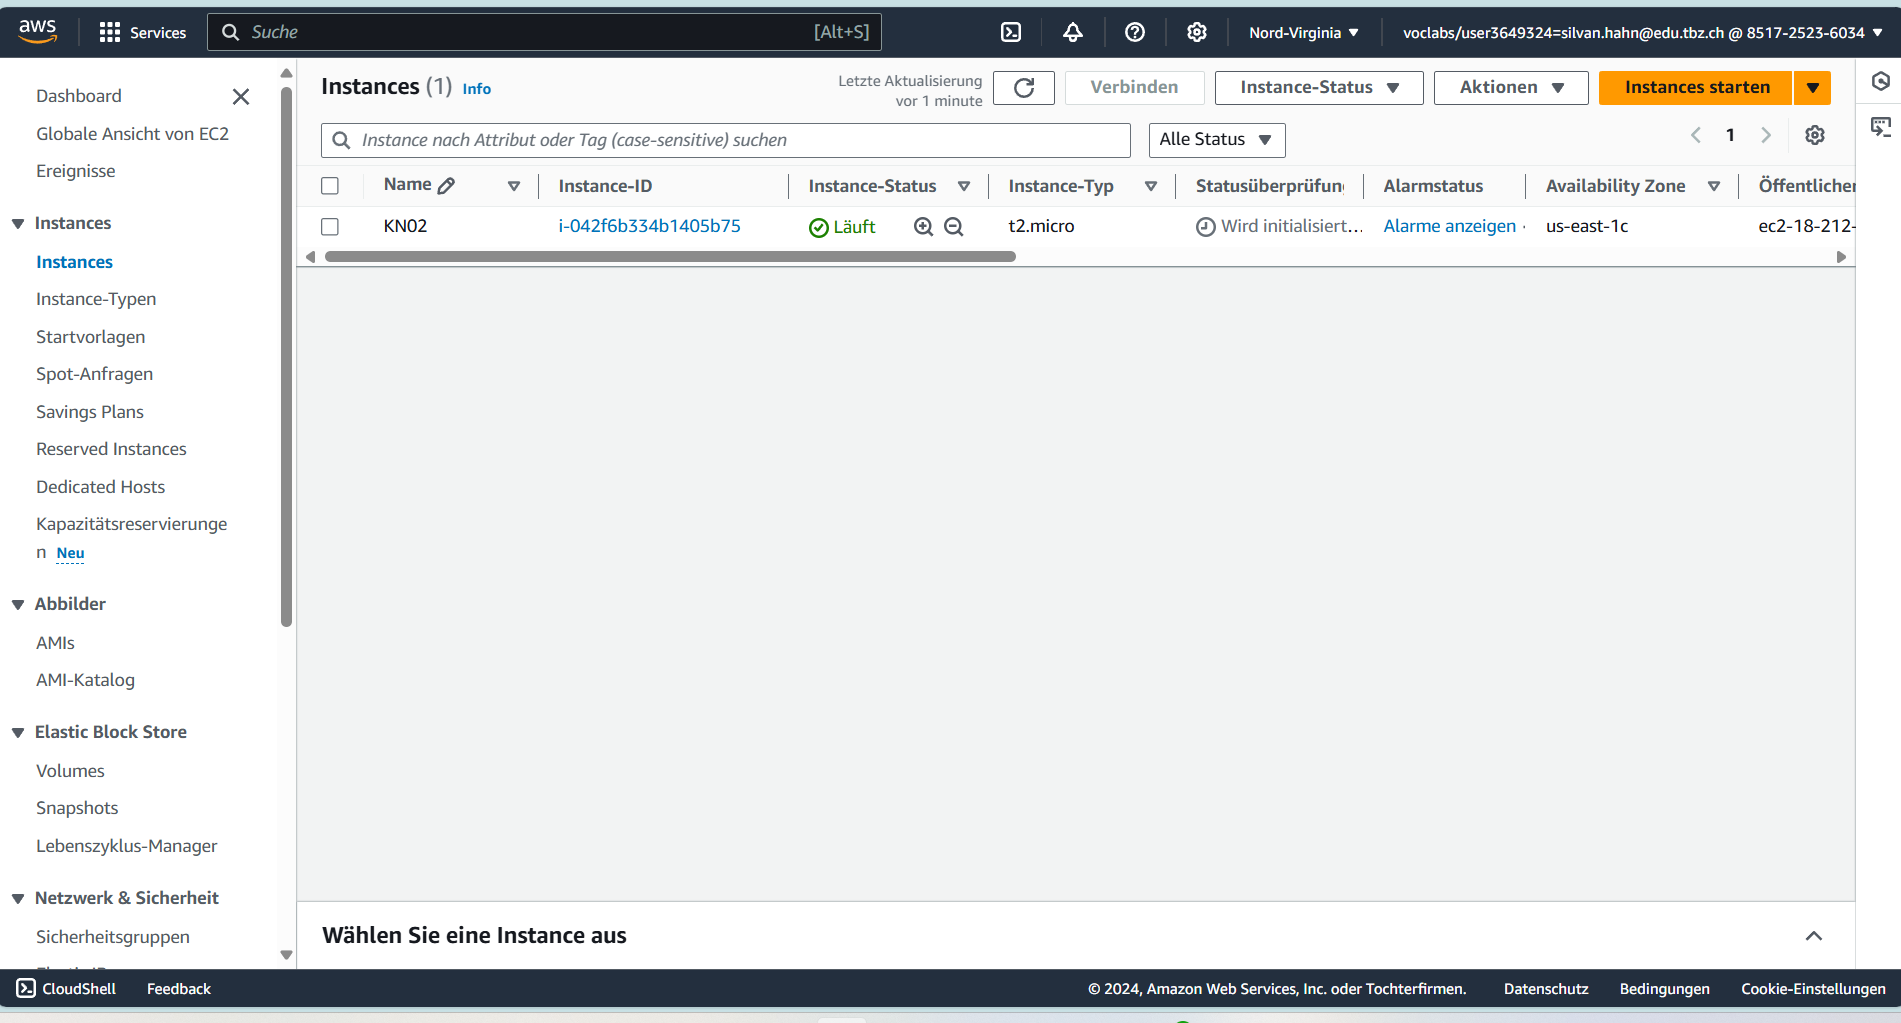 aws
Services
Suche [Alt+S]
Nord-Virginia
voclabs/user3649324=silvan.hahn@edu.tbz.ch @ 8517-2523-6034
Dashboard
Globale Ansicht von EC2
Ereignisse
Instances
Instances
Instance-Typen
Startvorlagen
Spot-Anfragen
Savings Plans
Reserved Instances
Dedicated Hosts
Kapazitätsreservierunge
n Neu
Abbilder
AMIs
AMI-Katalog
Elastic Block Store
Volumes
Snapshots
Lebenszyklus-Manager
Netzwerk & Sicherheit
Sicherheitsgruppen
Instances (1) Info
Letzte Aktualisierung
vor 1 minute
Verbinden
Instance-Status
Aktionen
Instances starten
Instance nach Attribut oder Tag (case-sensitive) suchen
Alle Status
1
Name Instance-ID Instance-Status Instance-Typ Statusüberprüfun Alarmstatus Availability Zone Öffentlicher
KN02 i-042f6b334b1405b75 Läuft t2.micro Wird initialisiert... Alarme anzeigen us-east-1c ec2-18-212-
Wählen Sie eine Instance aus
CloudShell Feedback © 2024, Amazon Web Services, Inc. oder Tochterfirmen. Datenschutz Bedingungen Cookie-Einstellungen